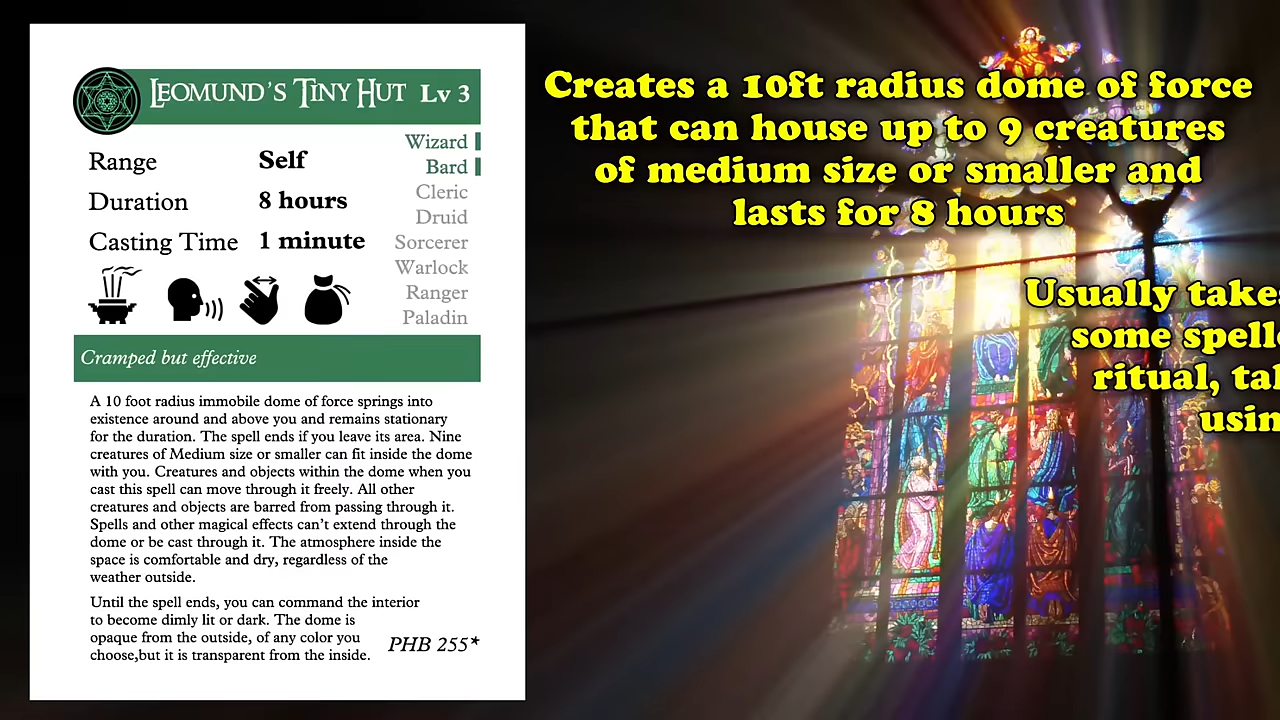 LEOMUND'S TINY HUT Lv 3
Wizard
Bard
Cleric
Druid
Sorcerer
Warlock
Ranger
Paladin
Range Self
Duration 8 hours
Casting Time 1 minute
Cramped but effective
A 10 foot radius immobile dome of force springs into
existence around and above you and remains stationary
for the duration. The spell ends if you leave its area. Nine
creatures of Medium size or smaller can fit inside the dome
with you. Creatures and objects within the dome when you
cast this spell can move through it freely. All other
creatures and objects are barred from passing through it.
Spells and other magical effects can't extend through the
dome or be cast through it. The atmosphere inside the
space is comfortable and dry, regardless of the
weather outside.
Until the spell ends, you can command the interior
to become dimly lit or dark. The dome is
opaque from the outside, of any color you
choose,but it is transparent from the inside.
PHB 255*
Creates a 10ft radius dome of force
that can house up to 9 creatures
of medium size or smaller and
lasts for 8 hours
Usually
some
ritual,